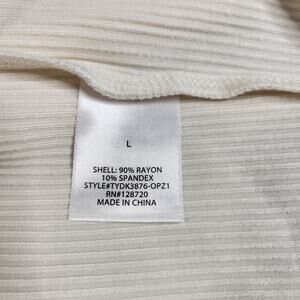 L
SHELL: 90% RAYON
10% SPANDEX
STYLE#TYDK3876-OPZ1
RN#128720
MADE IN CHINA